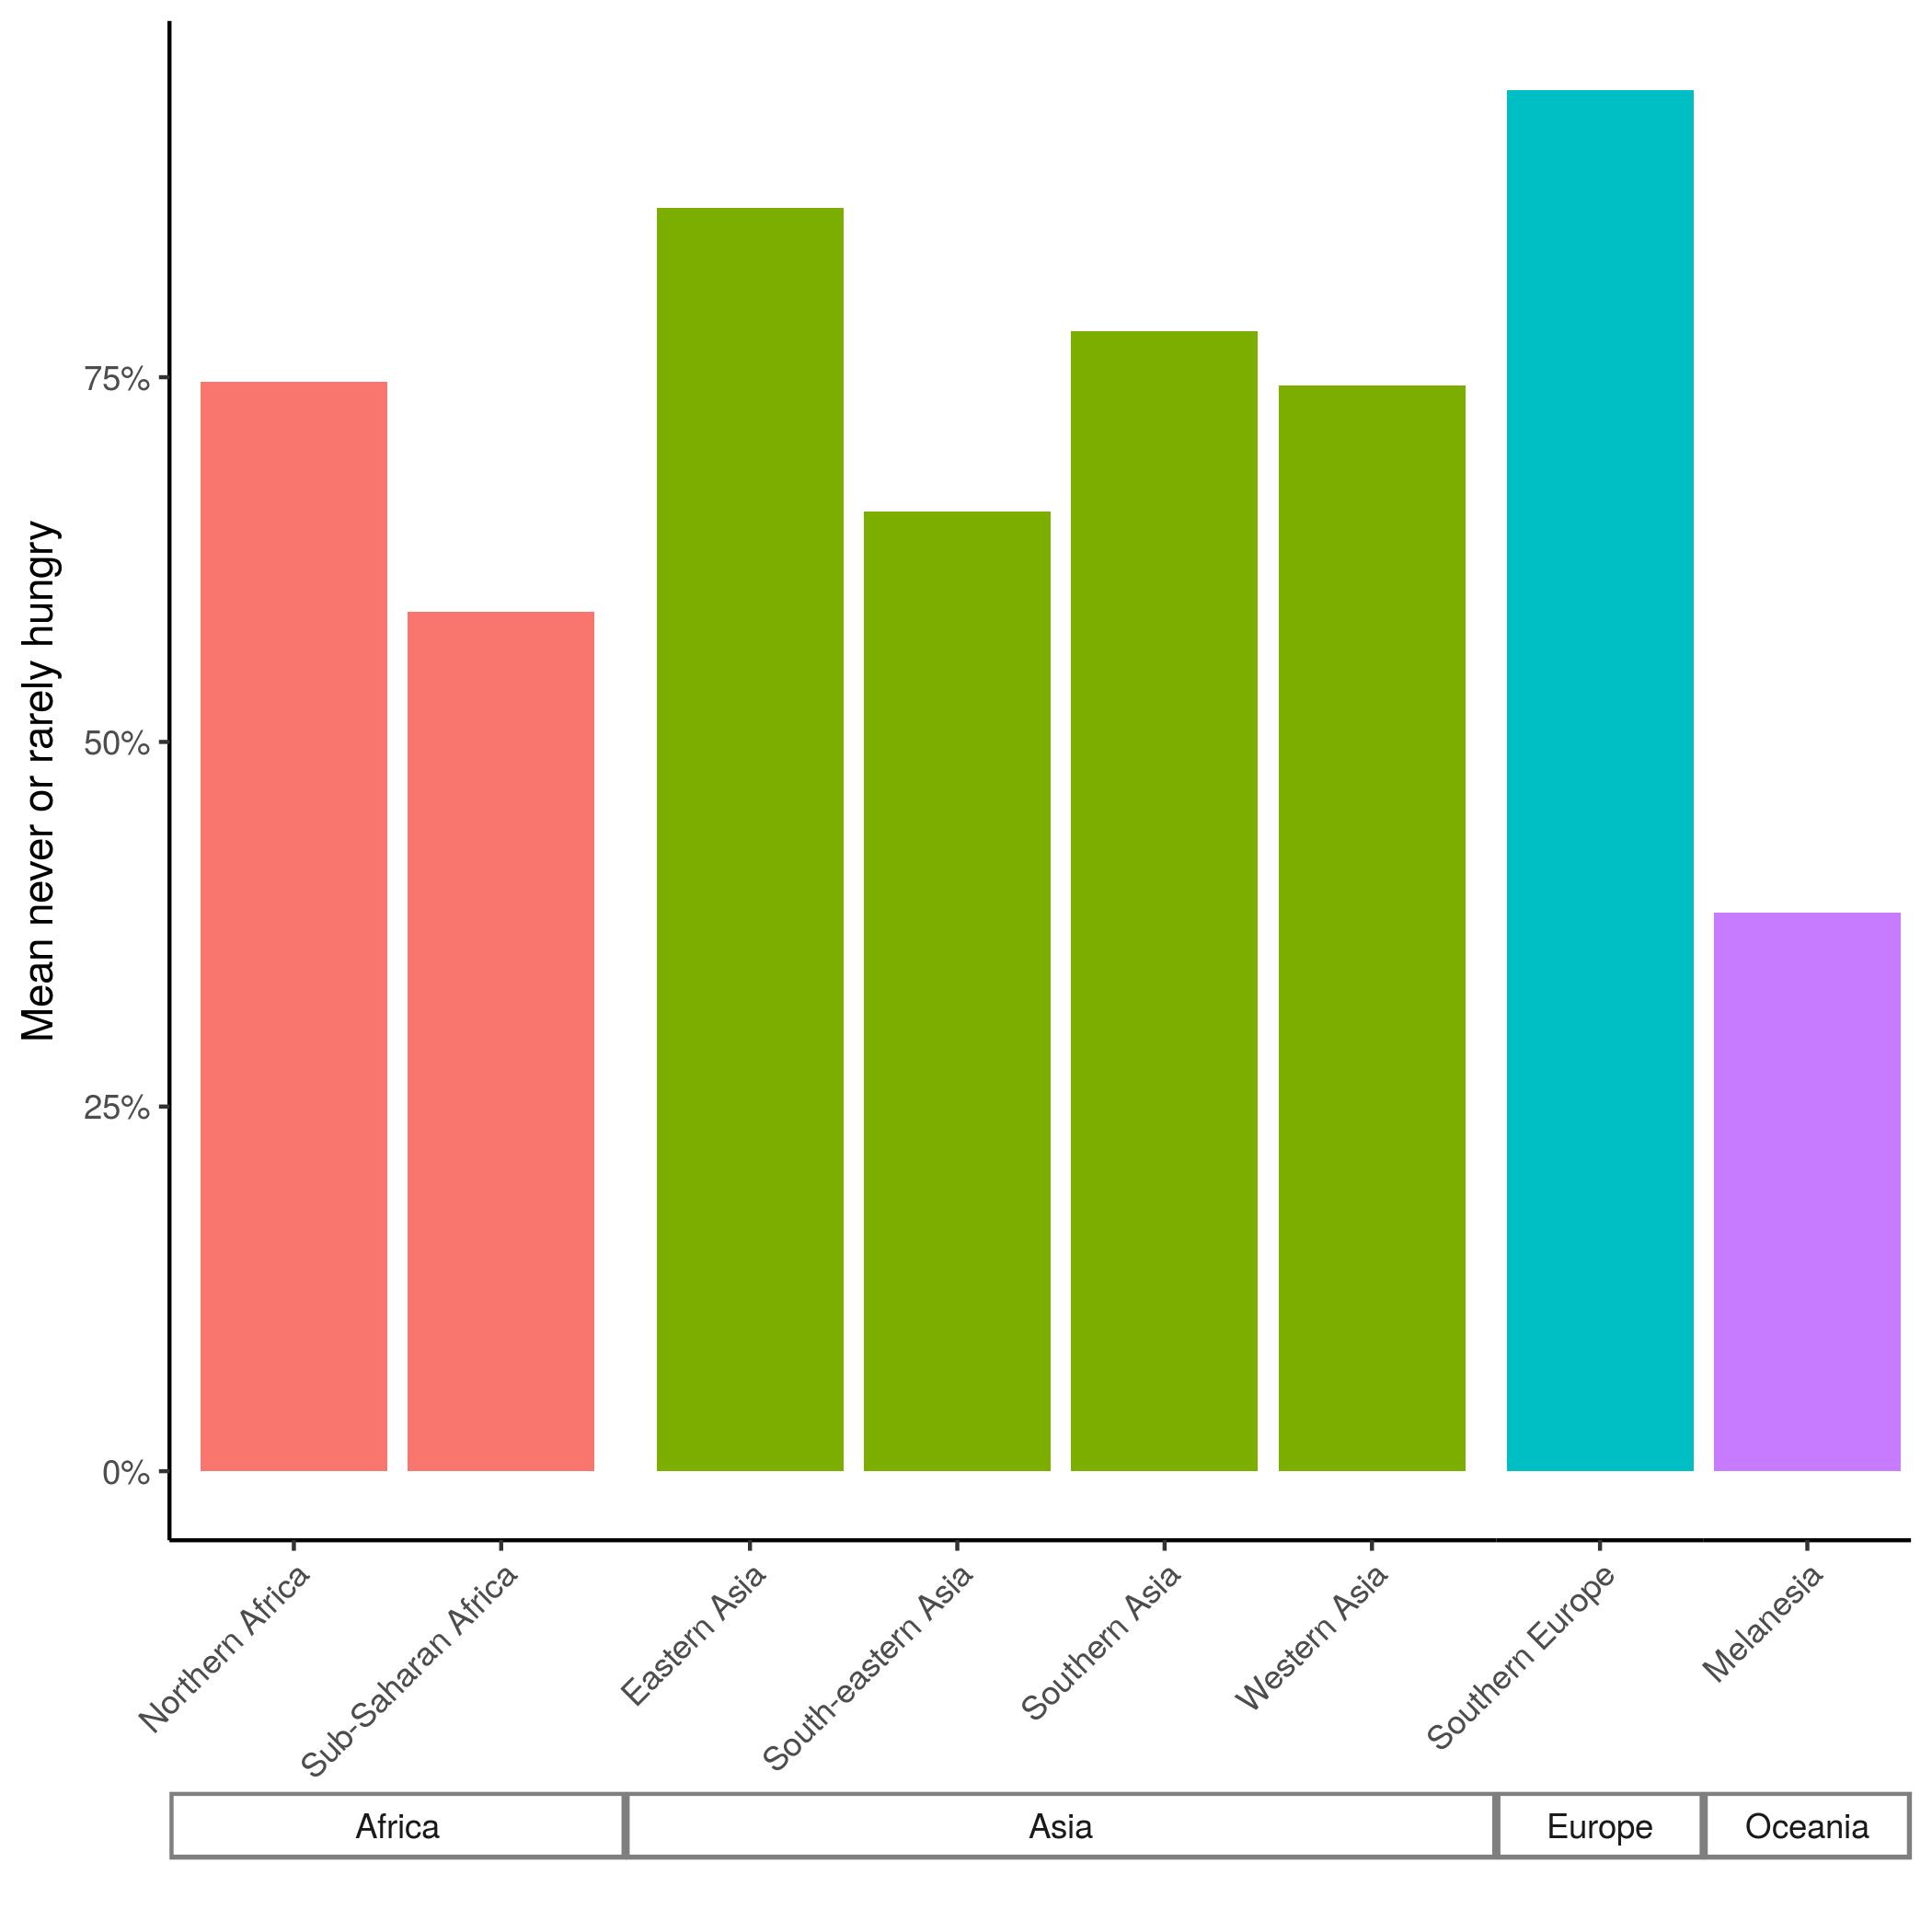 Mean never or rarely hungry
75%
50%
25%
0%
Northern Africa
Sub-Saharan Africa
Eastern Asia
South-eastern Asia
Southern Asia
Western Asia
Southern Europe
Melanesia
Africa
Asia
Europe
Oceania